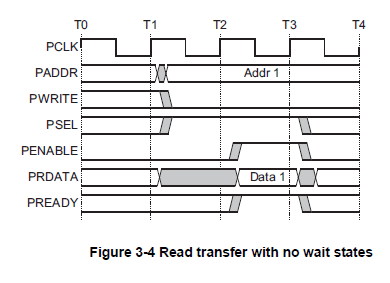 T0 T1 T2 T3 T4
PCLK
PADDR Addr 1
PWRITE
PSEL
PENABLE
PRDATA Data 1
PREADY
Figure 3-4 Read transfer with no wait states